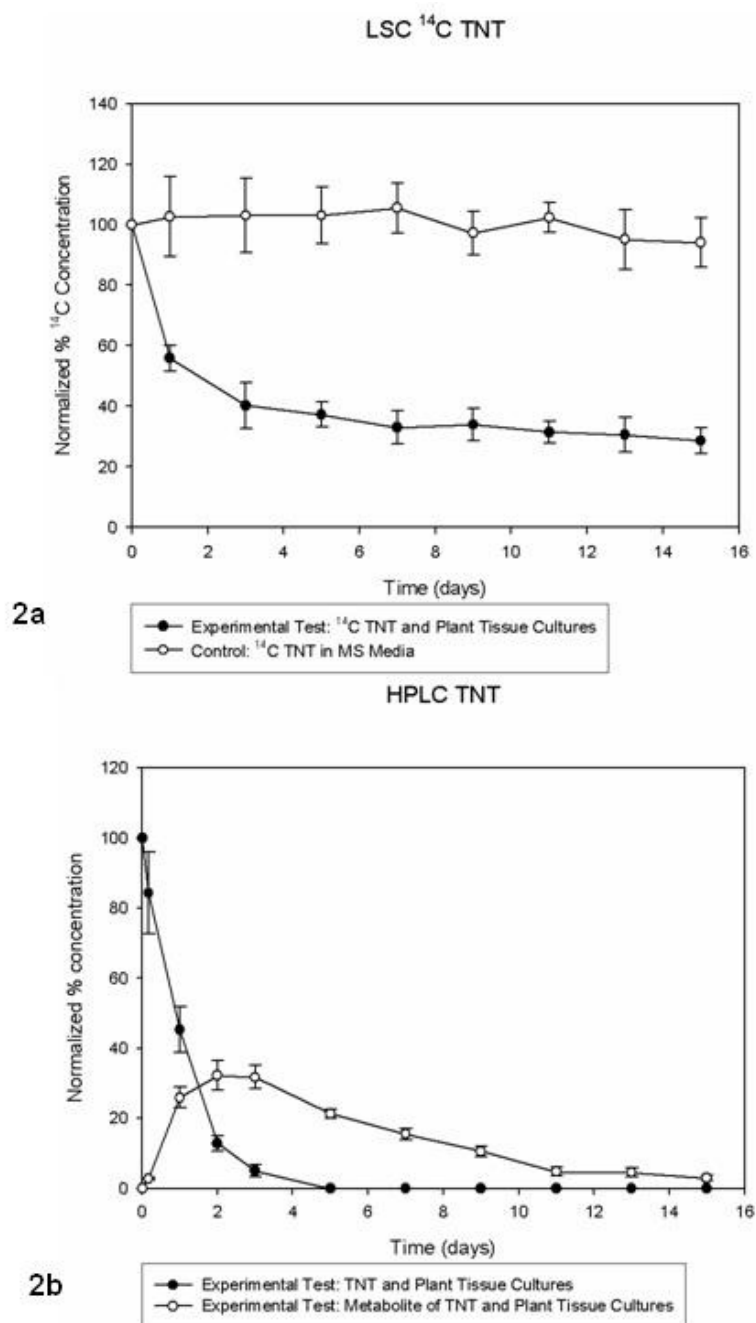 LSC ¹⁴C TNT
140
120
100
80
60
40
20
0
Normalized % ¹⁴C Concentration
0 2 4 6 8 10 12 14 16
Time (days)
2a
Experimental Test: ¹⁴C TNT and Plant Tissue Cultures
Control: ¹⁴C TNT in MS Media
HPLC TNT
120
100
80
60
40
20
0
Normalized % concentration
0 2 4 6 8 10 12 14 16
Time (days)
2b
Experimental Test: TNT and Plant Tissue Cultures
Experimental Test: Metabolite of TNT and Plant Tissue Cultures